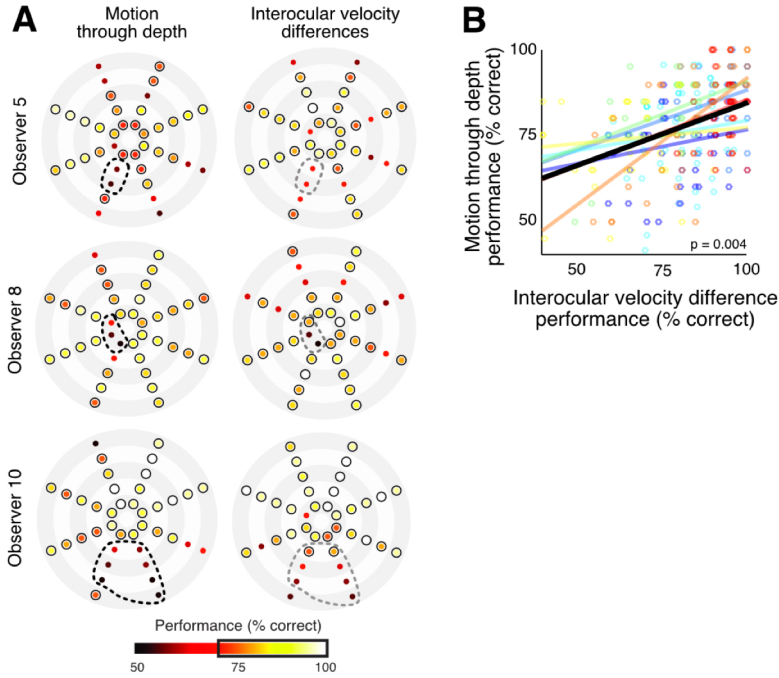 A
Motion
through depth
Interocular velocity
differences
Observer 5
Observer 8
Observer 10
Performance (% correct)
50
75
100
B
Motion through depth
performance (% correct)
100
75
50
p = 0.004
50
75
100
Interocular velocity difference
performance (% correct)